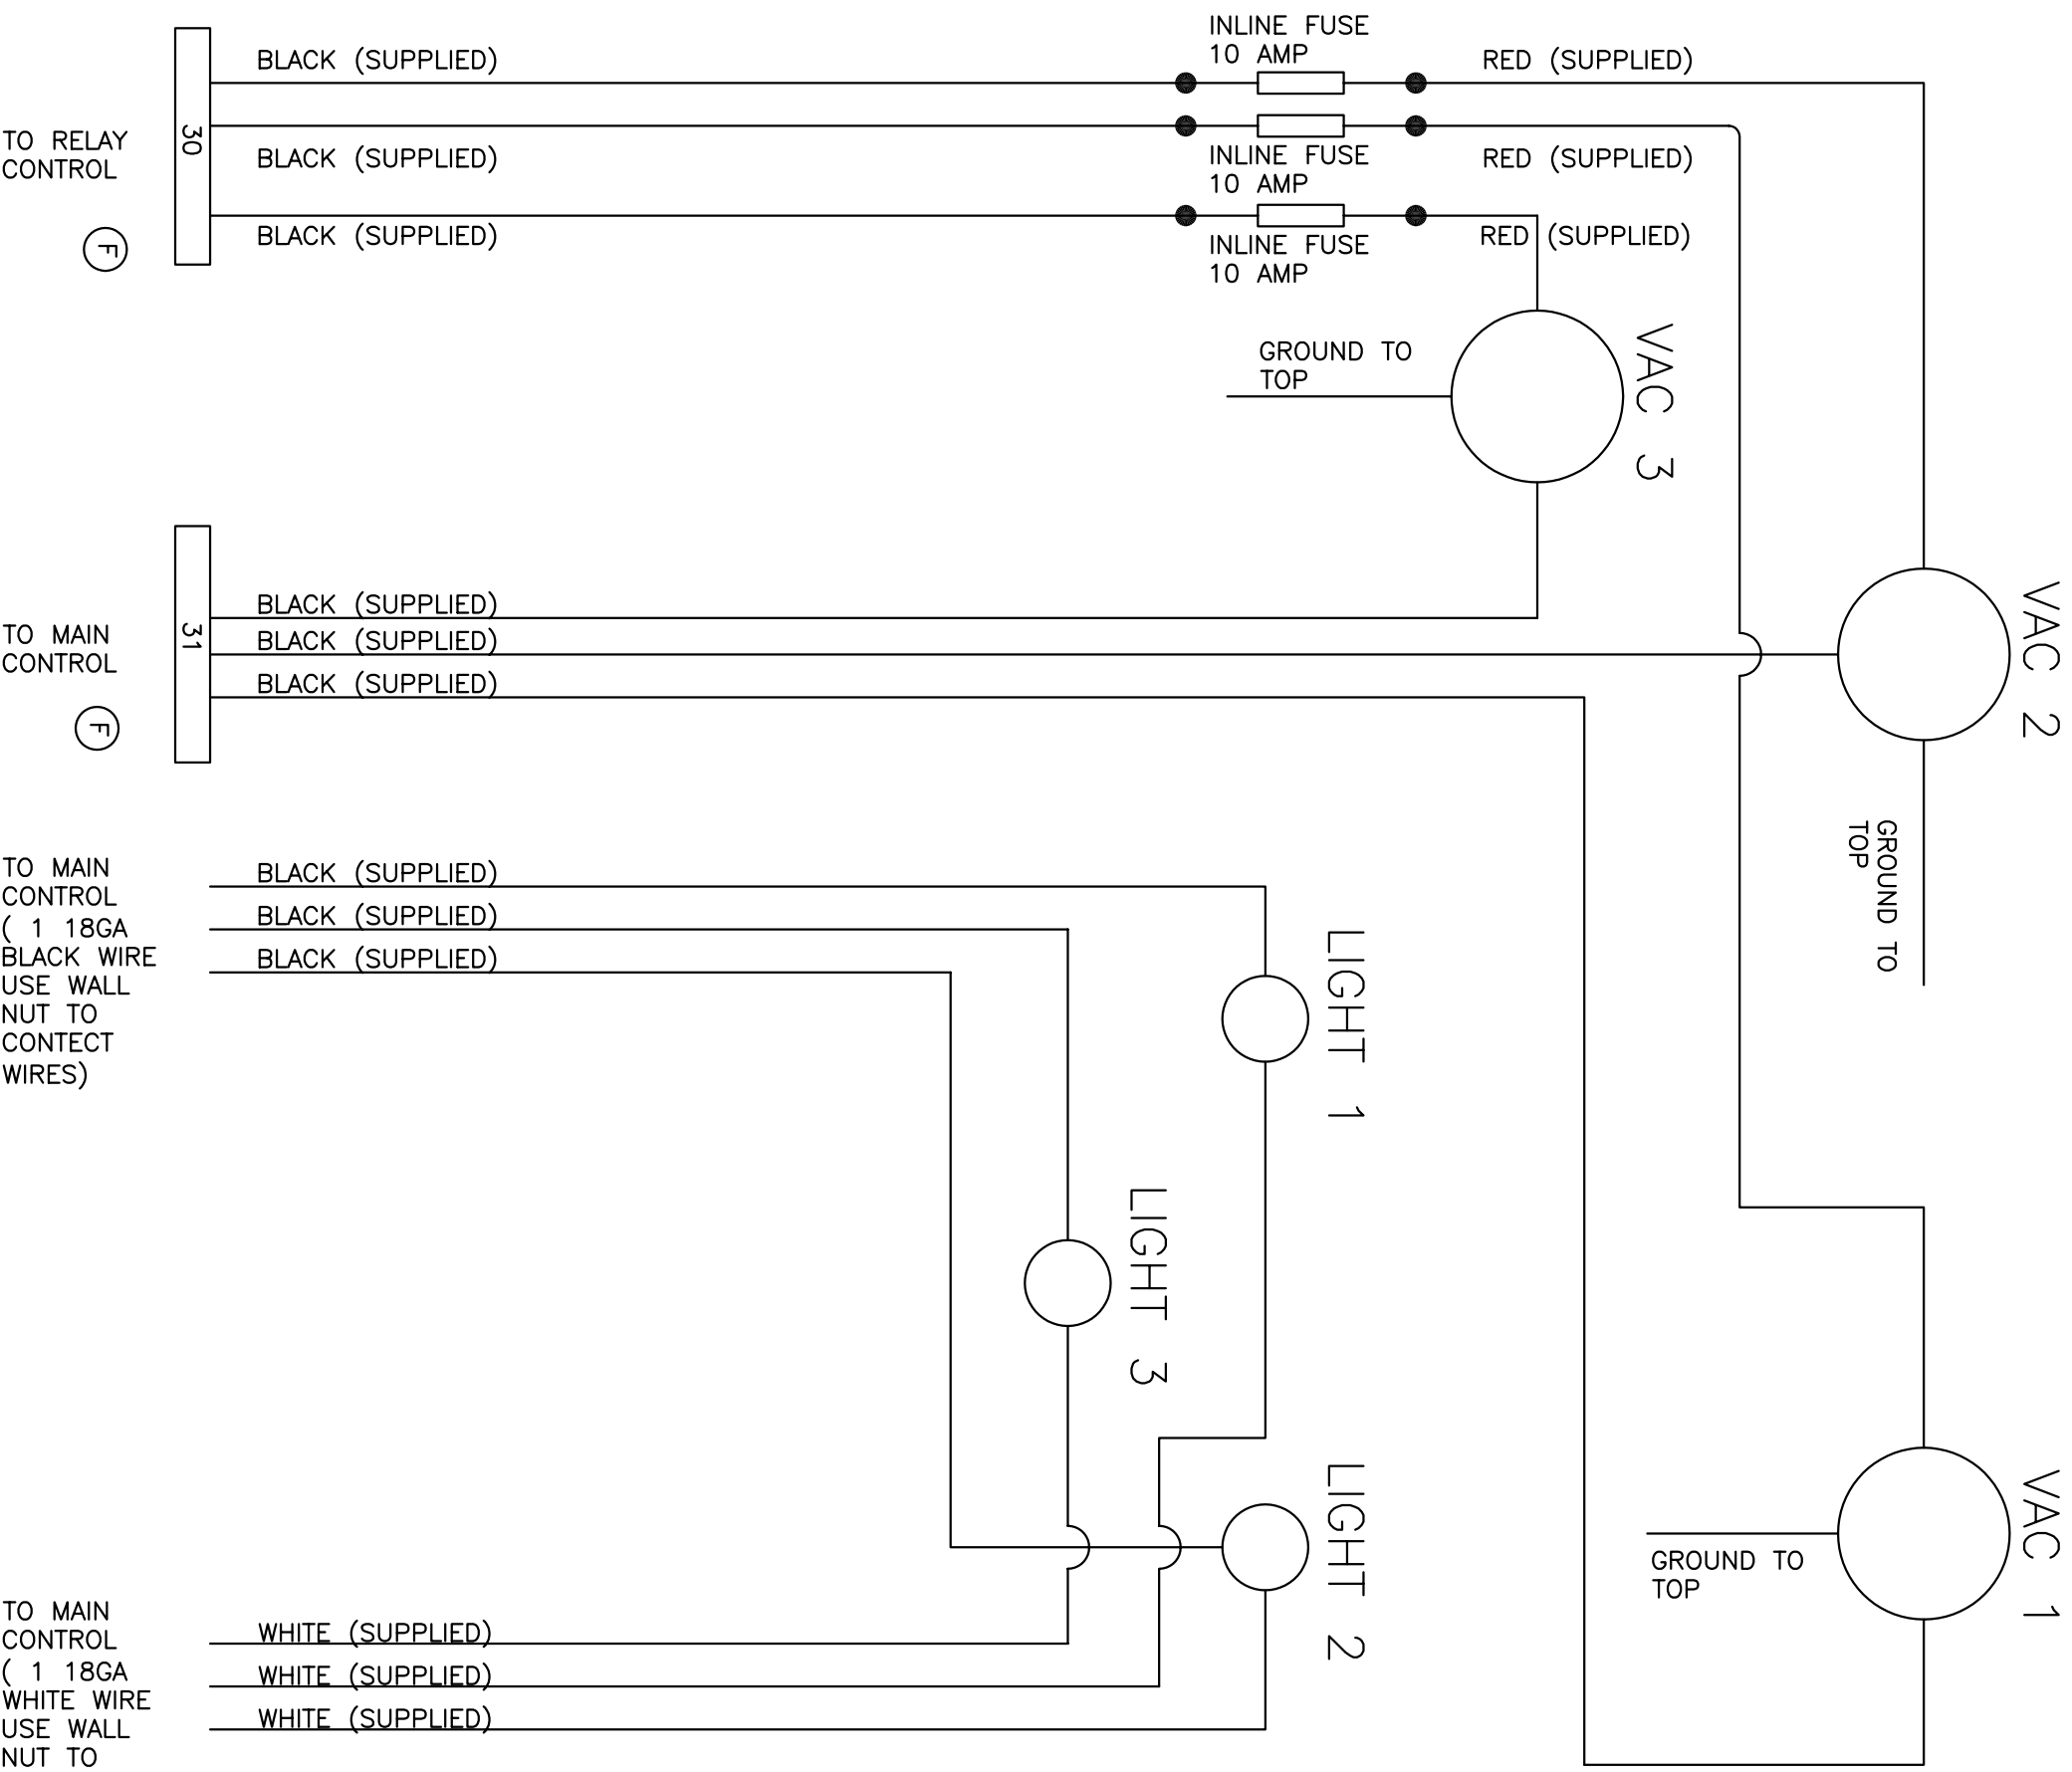 INLINE FUSE
10 AMP
BLACK (SUPPLIED)
RED (SUPPLIED)
30
TO RELAY
CONTROL
BLACK (SUPPLIED)
INLINE FUSE
10 AMP
RED (SUPPLIED)
F
BLACK (SUPPLIED)
INLINE FUSE
10 AMP
RED (SUPPLIED)
GROUND TO
TOP
VAC 3
31
TO MAIN
CONTROL
F
BLACK (SUPPLIED)
BLACK (SUPPLIED)
BLACK (SUPPLIED)
VAC 2
GROUND TO
TOP
TO MAIN
CONTROL
( 1 18GA
BLACK WIRE
USE WALL
NUT TO
CONTECT
WIRES)
BLACK (SUPPLIED)
BLACK (SUPPLIED)
BLACK (SUPPLIED)
LIGHT 1
LIGHT 3
LIGHT 2
VAC 1
GROUND TO
TOP
TO MAIN
CONTROL
( 1 18GA
WHITE WIRE
USE WALL
NUT TO
WHITE (SUPPLIED)
WHITE (SUPPLIED)
WHITE (SUPPLIED)